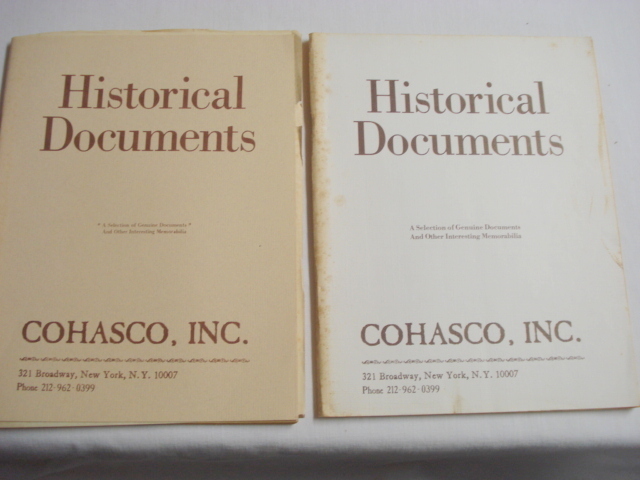 Historical
Documents
* A Selection of Genuine Documents *
And Other Interesting Memorabilia
COHASCO, INC.
321 Broadway, New York, N.Y. 10007
Phone 212-962-0399
Historical
Documents
A Selection of Genuine Documents
And Other Interesting Memorabilia
COHASCO, INC.
321 Broadway, New York, N.Y. 10007
Phone 212-962-0399